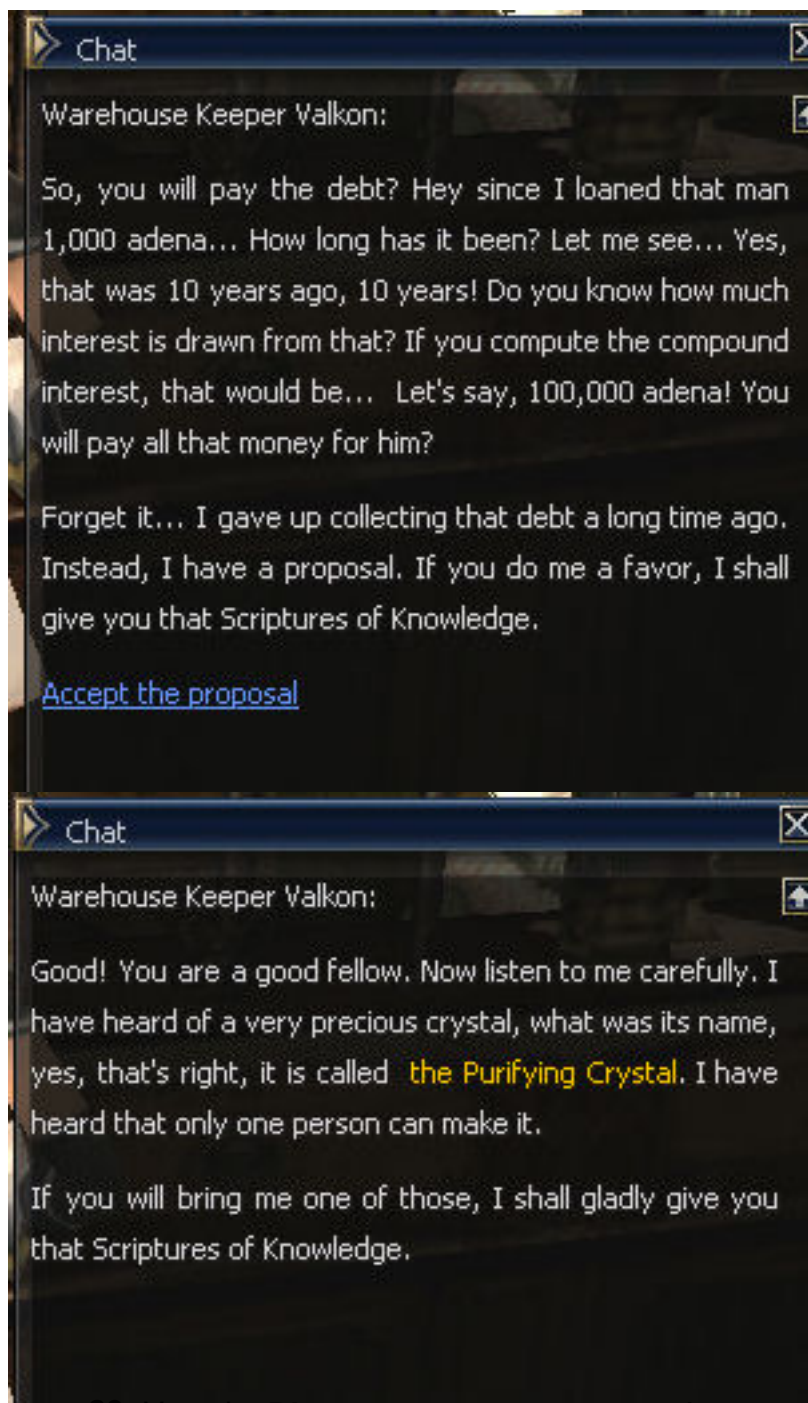 Chat
Warehouse Keeper Valkon:
So, you will pay the debt? Hey since I loaned that man
1,000 adena... How long has it been? Let me see... Yes,
that was 10 years ago, 10 years! Do you know how much
interest is drawn from that? If you compute the compound
interest, that would be... Let's say, 100,000 adena! You
will pay all that money for him?
Forget it... I gave up collecting that debt a long time ago.
Instead, I have a proposal. If you do me a favor, I shall
give you that Scriptures of Knowledge.
Accept the proposal
Chat
Warehouse Keeper Valkon:
Good! You are a good fellow. Now listen to me carefully. I
have heard of a very precious crystal, what was its name,
yes, that's right, it is called the Purifying Crystal. I have
heard that only one person can make it.
If you will bring me one of those, I shall gladly give you
that Scriptures of Knowledge.